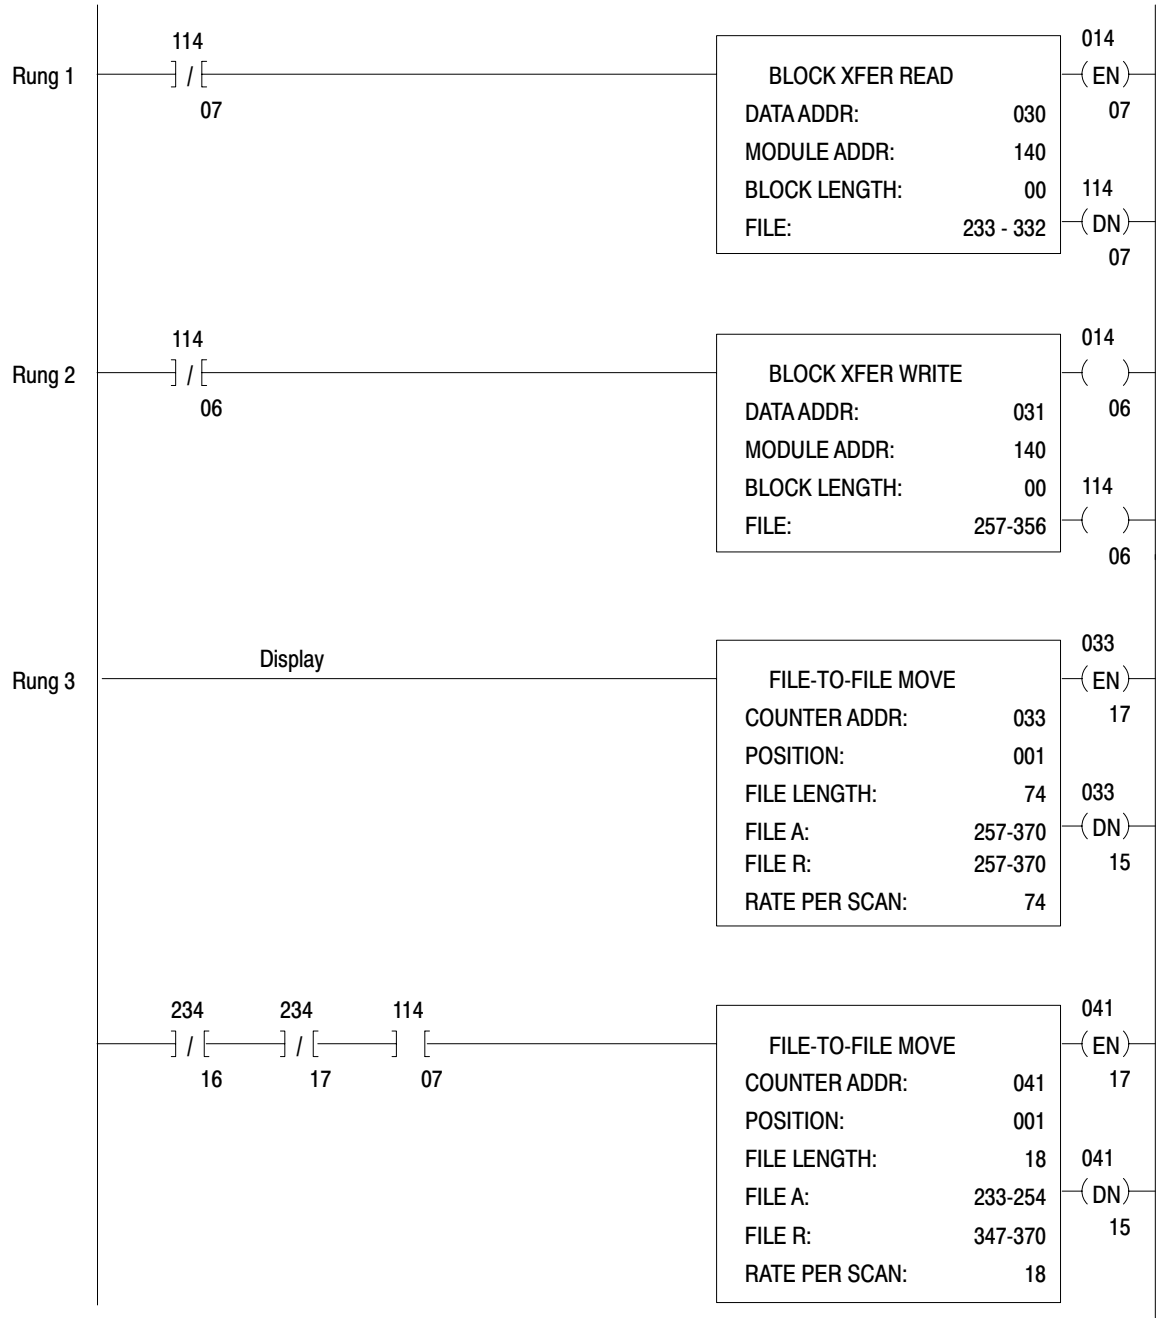 114 014
Rung 1 ] / [ BLOCK XFER READ (EN)
07 DATA ADDR: 030 07
MODULE ADDR: 140
BLOCK LENGTH: 00 114
FILE: 233 - 332 (DN)
07
114 014
Rung 2 ] / [ BLOCK XFER WRITE ( )
06 DATA ADDR: 031 06
MODULE ADDR: 140
BLOCK LENGTH: 00 114
FILE: 257-356 ( )
06
033
Display
Rung 3 FILE-TO-FILE MOVE (EN)
COUNTER ADDR: 033 17
POSITION: 001
FILE LENGTH: 74 033
FILE A: 257-370 (DN)
FILE R: 257-370 15
RATE PER SCAN: 74
234 234 114 041
] / [ ] / [ ] [ FILE-TO-FILE MOVE (EN)
16 17 07 COUNTER ADDR: 041 17
POSITION: 001
FILE LENGTH: 18 041
FILE A: 233-254 (DN)
FILE R: 347-370 15
RATE PER SCAN: 18